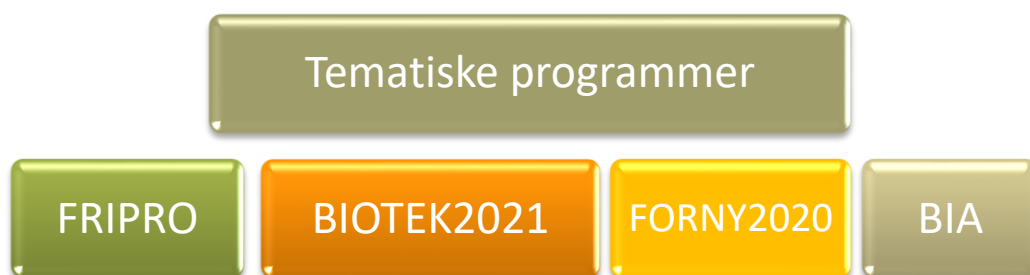 Tematiske programmer
FRIPRO
BIOTEK2021
FORNY2020
BIA